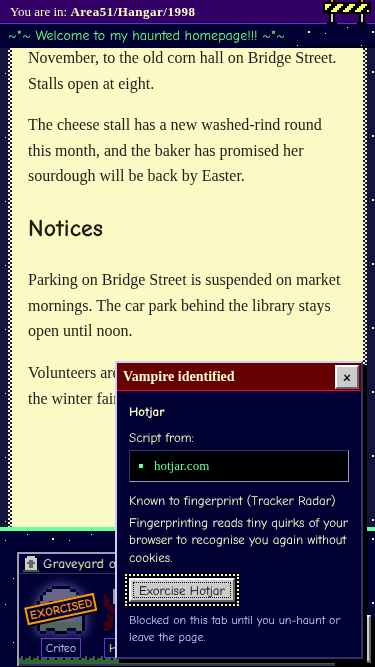 You are in: Area51/Hangar/1998
~*~ Welcome to my haunted homepage!!! ~*~
November, to the old corn hall on Bridge Street.
Stalls open at eight.
The cheese stall has a new washed-rind round
this month, and the baker has promised her
sourdough will be back by Easter.
Notices
Parking on Bridge Street is suspended on market
mornings. The car park behind the library stays
open until noon.
Volunteers are
the winter fair
Vampire identified
×
Hotjar
Script from:
hotjar.com
Known to fingerprint (Tracker Radar)
Fingerprinting reads tiny quirks of your
browser to recognise you again without
cookies.
Exorcise Hotjar
Blocked on this tab until you un-haunt or
leave the page.
Graveyard o
EXORCISED
Criteo
H